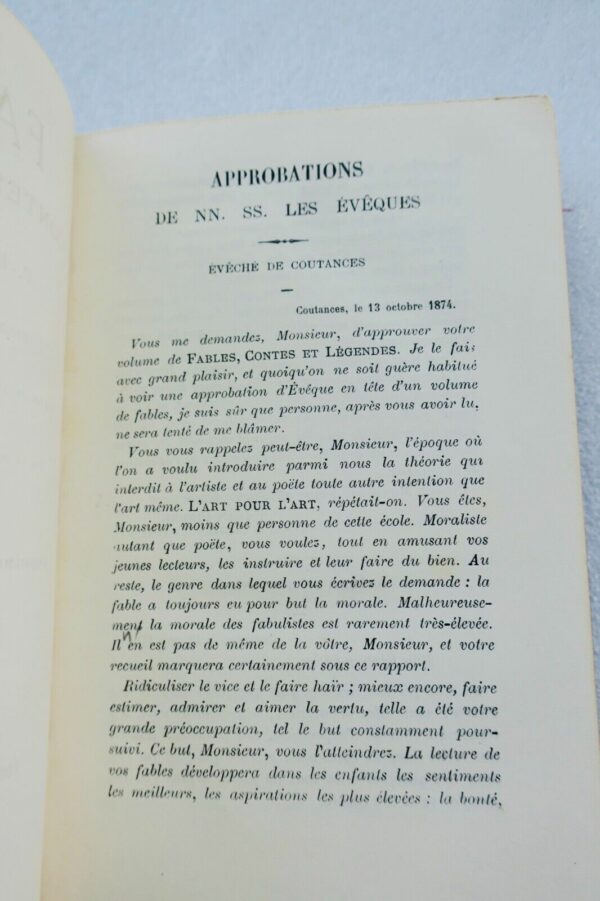 APPROBATIONS
DE NN. SS. LES ÉVÊQUES
ÉVÊCHÉ DE COUTANCES
Coutances, le 13 octobre 1874.
Vous me demandez, Monsieur, d'approuver votre
volume de FABLES, CONTES ET LÉGENDES. Je le fais
avec grand plaisir, et quoiqu'on ne soit guère habitué
à voir une approbation d'Évêque en tête d'un volume
de fables, je suis sûr que personne, après vous avoir lu,
ne sera tenté de me blâmer.
Vous vous rappelez peut-être, Monsieur, l'époque où
l'on a voulu introduire parmi nous la théorie qui
interdit à l'artiste et au poëte toute autre intention que
l'art même. L'ART POUR L'ART, répétait-on. Vous êtes,
Monsieur, moins que personne de cette école. Moraliste
autant que poëte, vous voulez, tout en amusant vos
jeunes lecteurs, les instruire et leur faire du bien. Au
reste, le genre dans lequel vous écrivez le demande : la
fable a toujours eu pour but la morale. Malheureuse-
ment la morale des fabulistes est rarement très-élevée.
Il en est pas de même de la vôtre, Monsieur, et votre
recueil marquera certainement sous ce rapport.
Ridiculiser le vice et le faire haïr ; mieux encore, faire
estimer, admirer et aimer la vertu, telle a été votre
grande préoccupation, tel le but constamment pour-
suivi. Ce but, Monsieur, vous l'atteindrez. La lecture de
vos fables développera dans les enfants les sentiments
les meilleurs, les aspirations les plus élevées : la bonté,